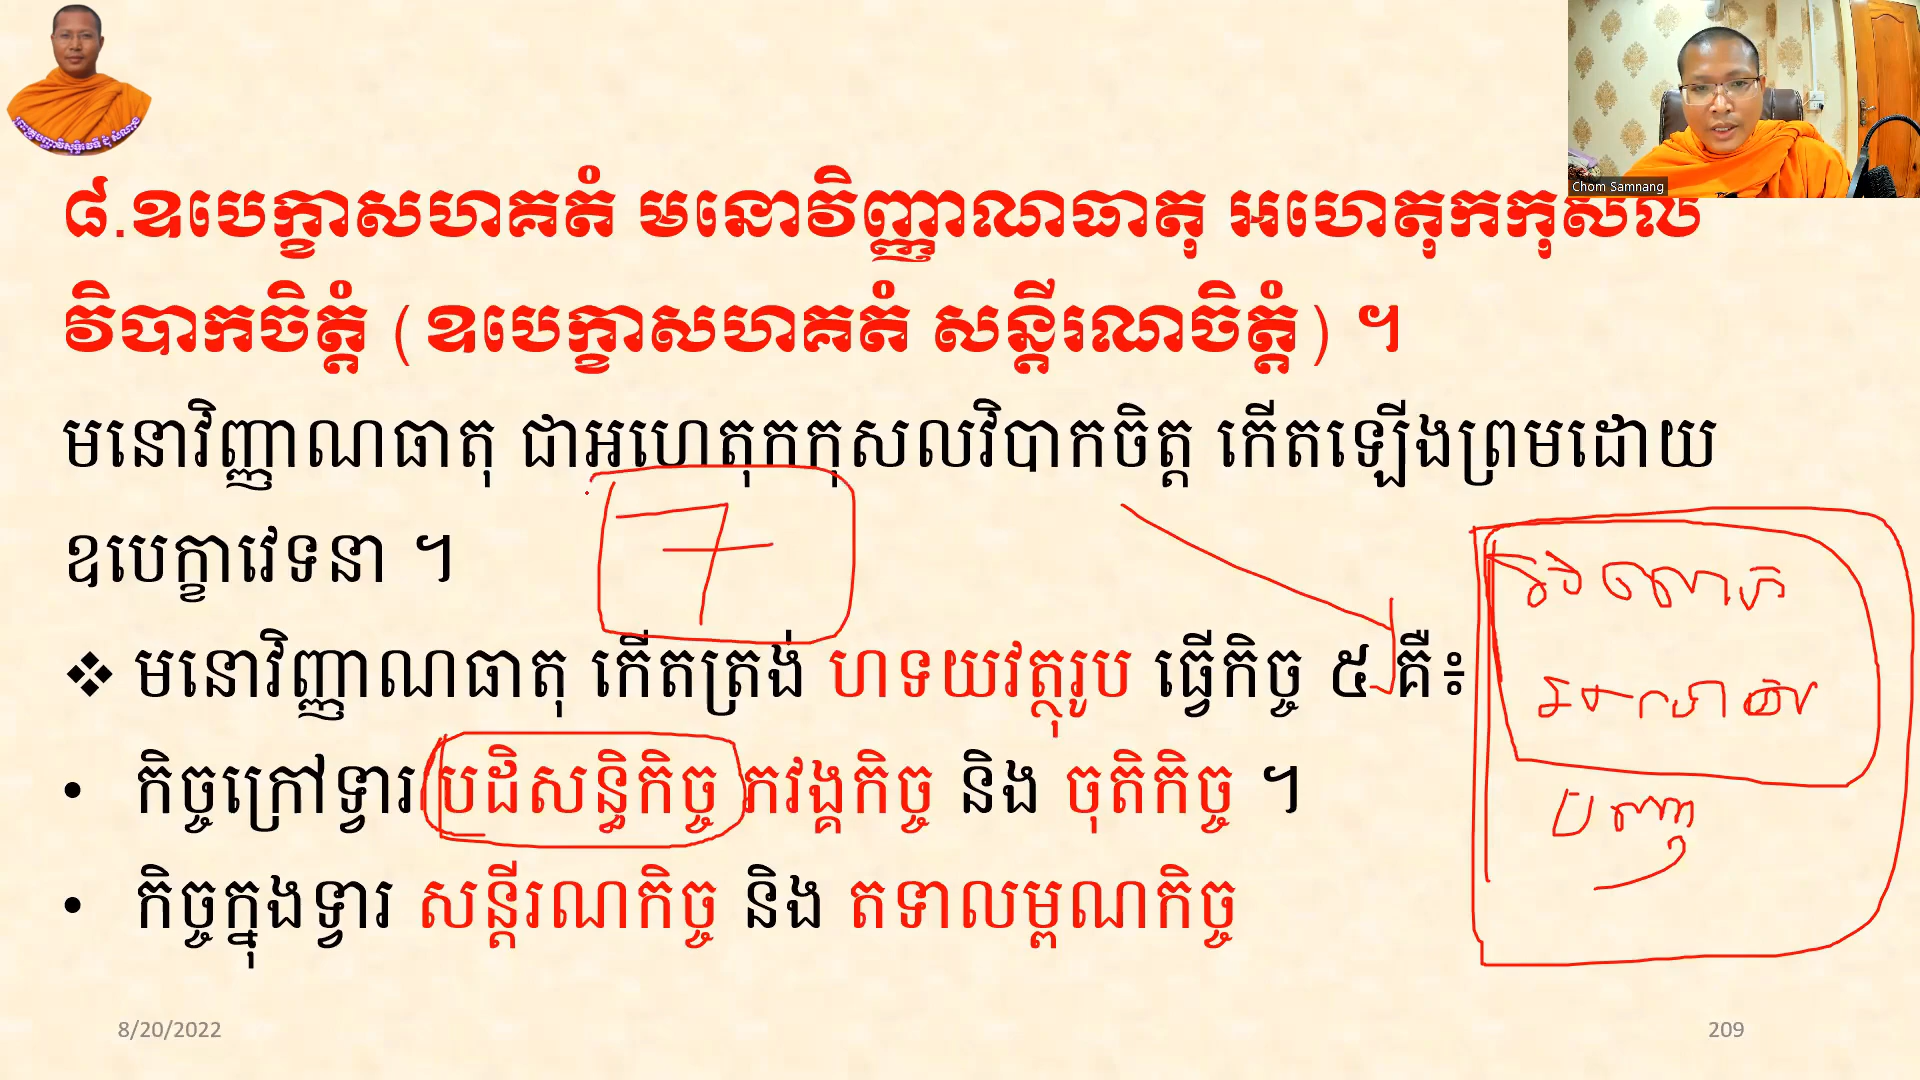 Chom Samnang
៨.ឧបេក្ខាសហគតំ មនោវិញ្ញាណធាតុ អហេតុកកុសល
វិបាកចិត្តំ (ឧបេក្ខាសហគតំ សន្តីរណចិត្តំ) ។
មនោវិញ្ញាណធាតុ ជាអហេតុកកុសលវិបាកចិត្ត កើតឡើងព្រមដោយ
ឧបេក្ខាវេទនា ។
7
❖ មនោវិញ្ញាណធាតុ កើតត្រង់ ហទយវត្ថុរូប ធ្វើកិច្ច ៥ គឺ៖
• កិច្ចក្រៅទ្វារ បដិសន្ធិកិច្ច ភវង្គកិច្ច និង ចុតិកិច្ច ។
• កិច្ចក្នុងទ្វារ សន្តីរណកិច្ច និង តទាលម្ពណកិច្ច
8/20/2022
209